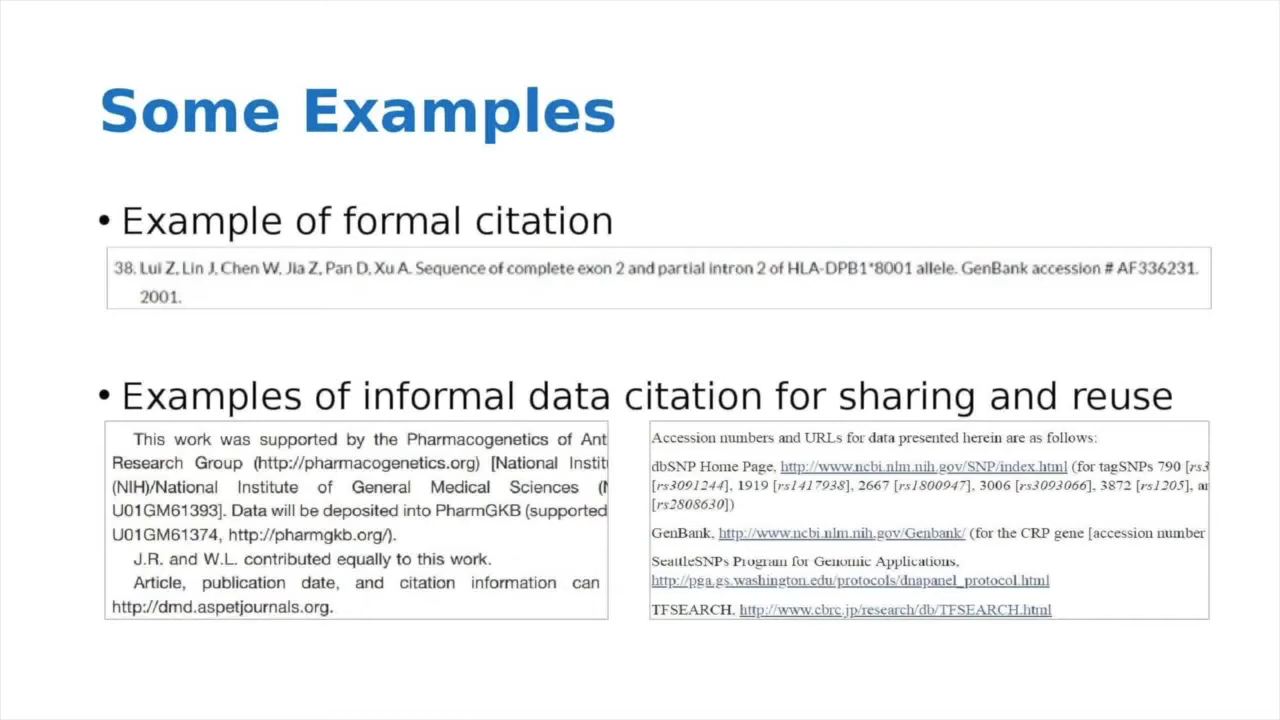 Some Examples
• Example of formal citation
38. Lui Z, Lin J, Chen W, Jia Z, Pan D, Xu A. Sequence of complete exon 2 and partial intron 2 of HLA-DPB1*8001 allele. GenBank accession # AF336231.
2001.
• Examples of informal data citation for sharing and reuse
This work was supported by the Pharmacogenetics of Ant
Research Group (http://pharmacogenetics.org) [National Instit
(NIH)/National Institute of General Medical Sciences (
U01GM61393]. Data will be deposited into PharmGKB (supported
U01GM61374, http://pharmgkb.org/).
J.R. and W.L. contributed equally to this work.
Article, publication date, and citation information can
http://dmd.aspetjournals.org.
Accession numbers and URLs for data presented herein are as follows:
dbSNP Home Page, http://www.ncbi.nlm.nih.gov/SNP/index.html (for tagSNPs 790 [rs3
[rs3091244], 1919 [rs1417938], 2667 [rs1800947], 3006 [rs3093066], 3872 [rs1205], ar
[rs2808630])
GenBank, http://www.ncbi.nlm.nih.gov/Genbank/ (for the CRP gene [accession number
SeattleSNPs Program for Genomic Applications,
http://pga.gs.washington.edu/protocols/dnapanel_protocol.html
TFSEARCH, http://www.cbrc.jp/research/db/TFSEARCH.html